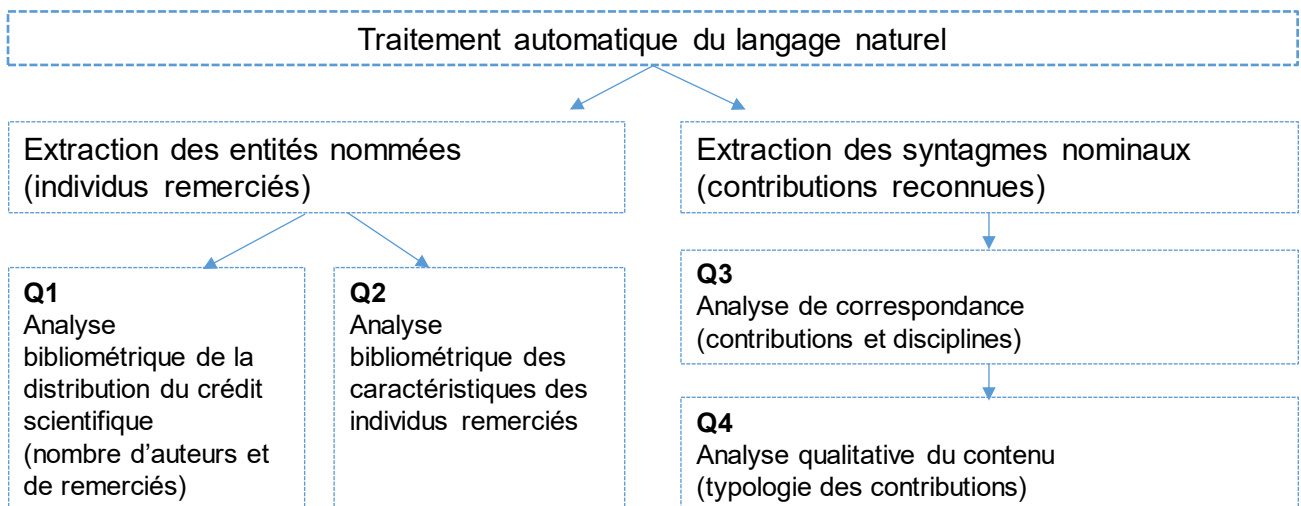 Traitement automatique du langage naturel
Extraction des entités nommées
(individus remerciés)
Extraction des syntagmes nominaux
(contributions reconnues)
Q1
Analyse
bibliométrique de la
distribution du crédit
scientifique
(nombre d’auteurs et
de remerciés)
Q2
Analyse
bibliométrique des
caractéristiques des
individus remerciés
Q3
Analyse de correspondance
(contributions et disciplines)
Q4
Analyse qualitative du contenu
(typologie des contributions)